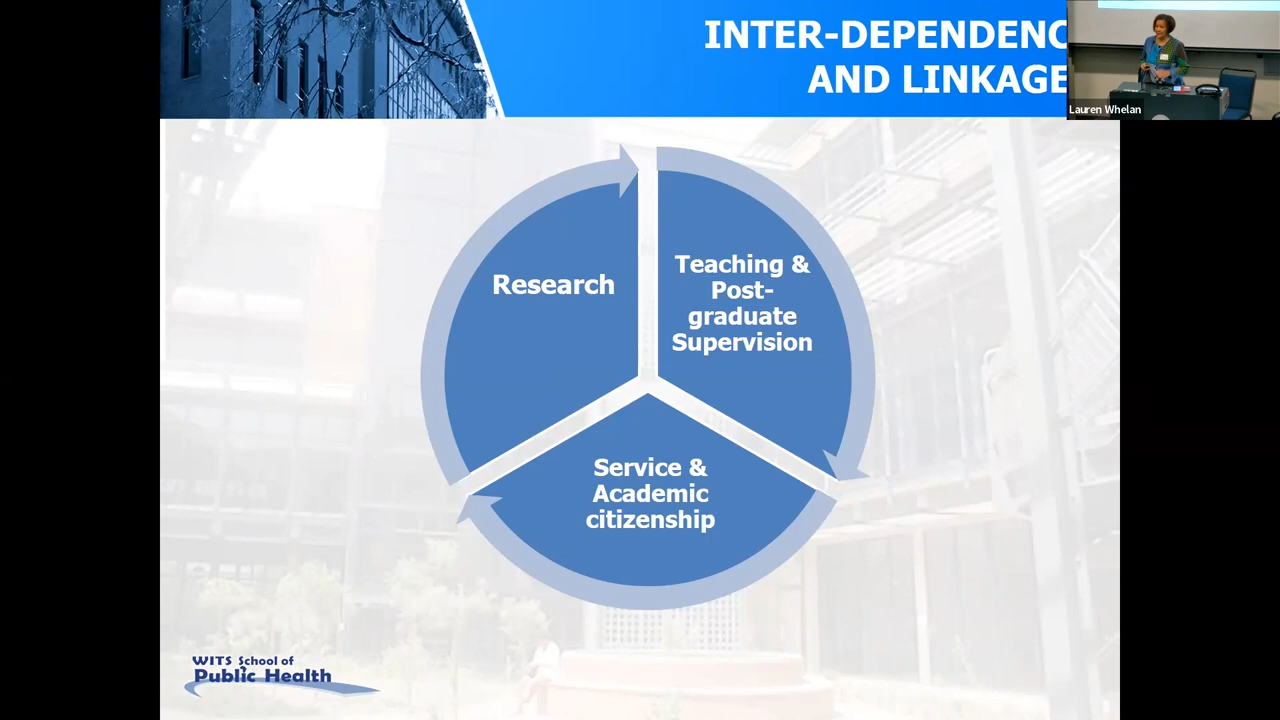 INTER-DEPENDENC
AND LINKAGE
Lauren Whelan
Research
Teaching &
Post-
graduate
Supervision
Service &
Academic
citizenship
WITS School of
Public Health